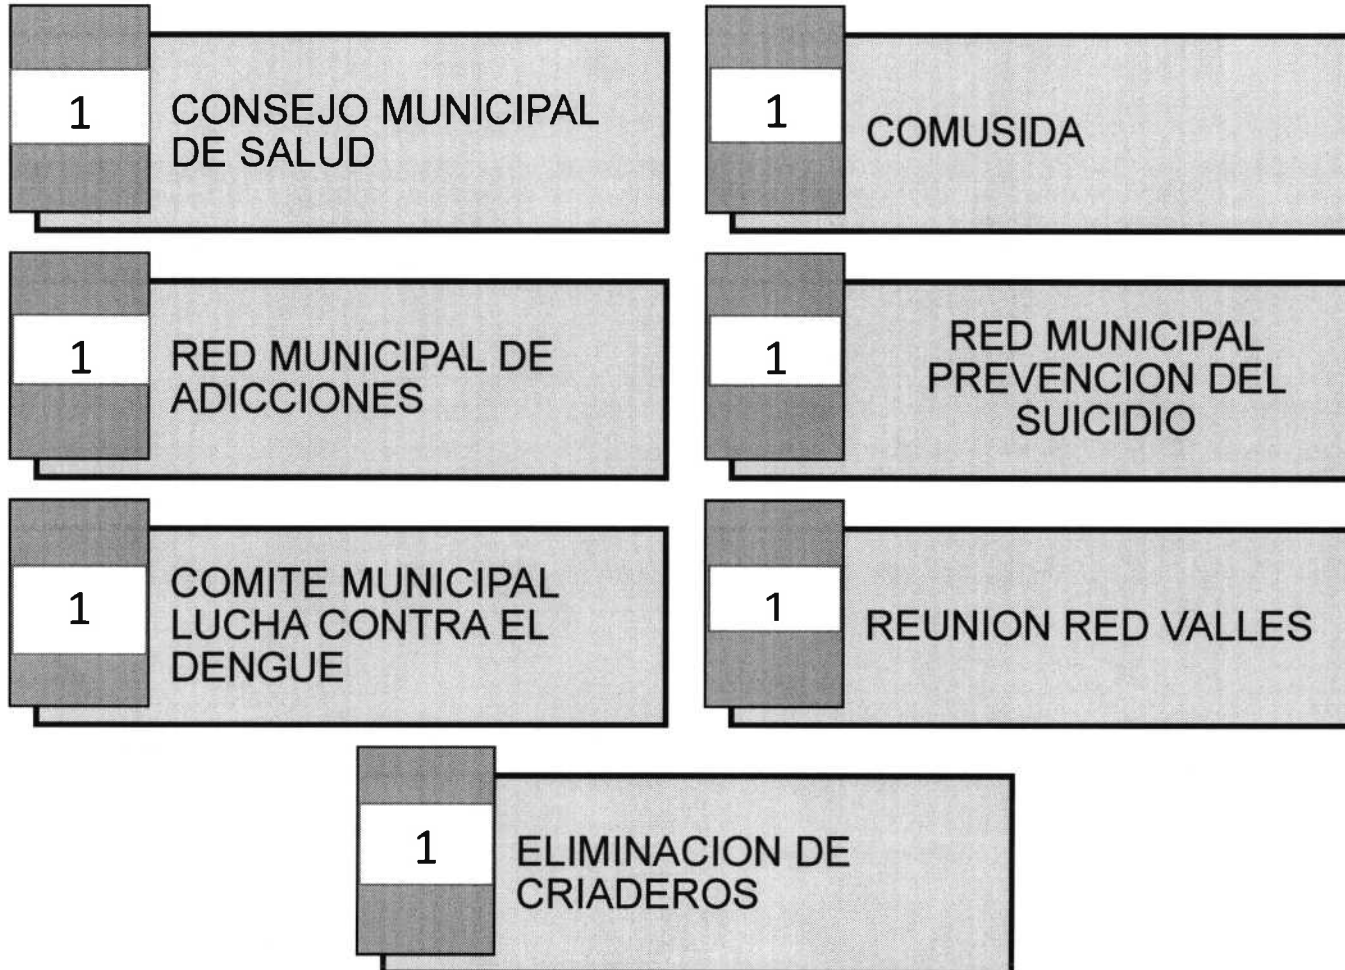 1
CONSEJO MUNICIPAL
DE SALUD
1
COMUSIDA
1
RED MUNICIPAL DE
ADICCIONES
1
RED MUNICIPAL
PREVENCION DEL
SUICIDIO
1
COMITE MUNICIPAL
LUCHA CONTRA EL
DENGUE
1
REUNION RED VALLES
1
ELIMINACION DE
CRIADEROS